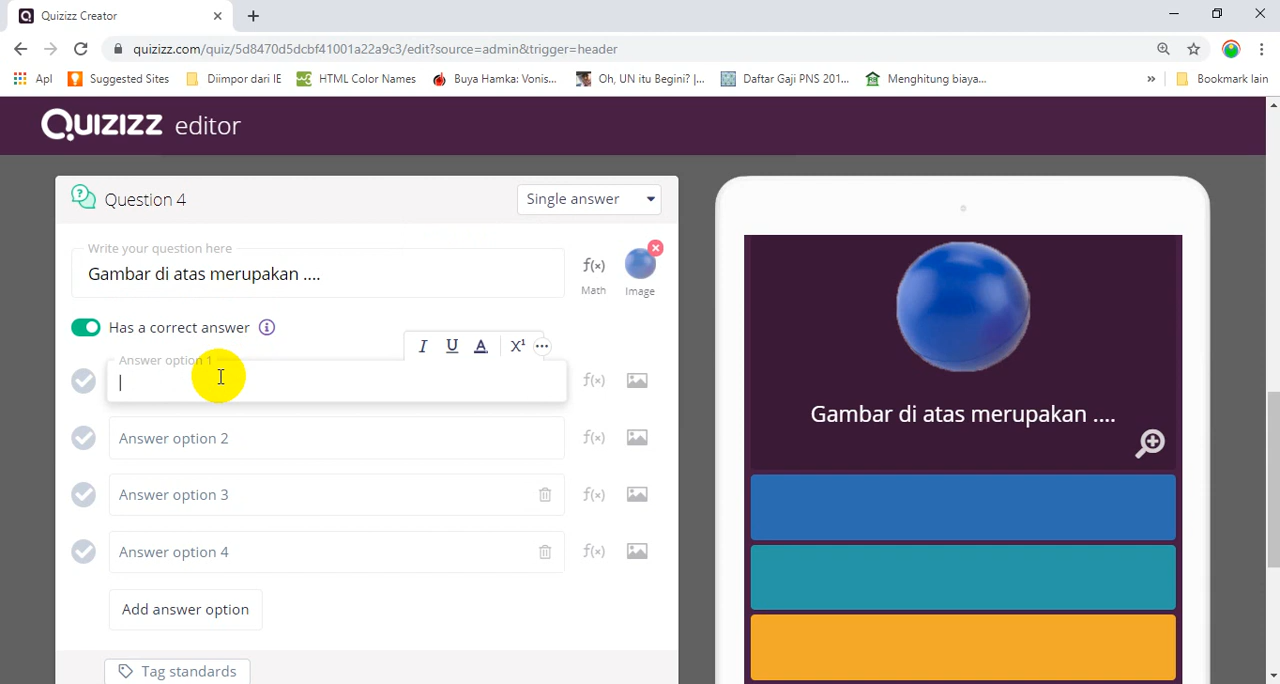 Quizizz Creator
quizizz.com/quiz/5d8470d5dcbf41001a22a9c3/edit?source=admin&trigger=header
Apl
Suggested Sites
Diimpor dari IE
HTML Color Names
Buya Hamka: Vonis...
Oh, UN itu Begini? |...
Daftar Gaji PNS 201...
Menghitung biaya...
»
Bookmark lain
QUIZIZZ editor
Question 4
Single answer
Write your question here
Gambar di atas merupakan ....
f(x)
Math
Image
Has a correct answer
I U A X¹ ...
Answer option 1
f(x)
Answer option 2
f(x)
Answer option 3
f(x)
Answer option 4
f(x)
Add answer option
Tag standards
Gambar di atas merupakan ....